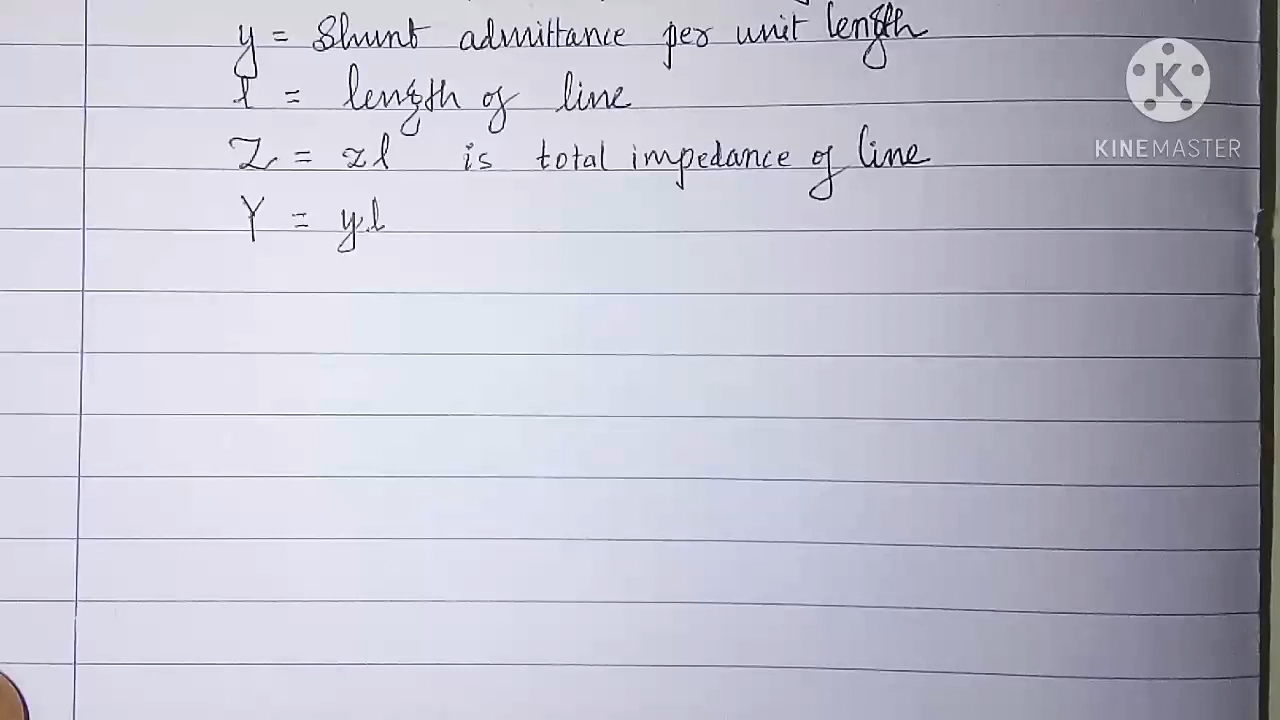 y = Shunt admittance per unit length
l = length of line
Z = zl is total impedance of line
Y = y.l
K
KINEMASTER